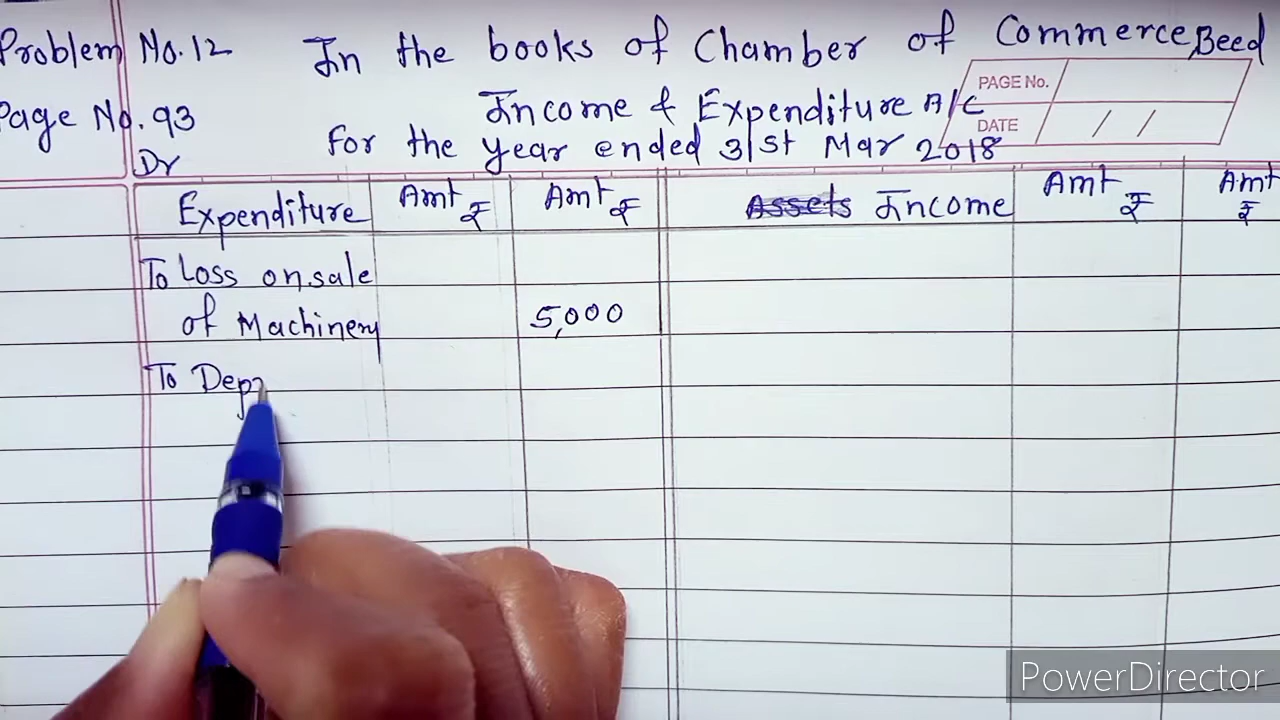 Problem No. 12 In the books of Chamber of Commerce, Beed
PAGE No.
Page No. 93 Income & Expenditure A/C
DATE / /
Dr For the year ended 31st Mar 2018
Expenditure Amt ₹ Amt ₹ Assets Income Amt ₹ Amt ₹
To Loss on sale
of Machinery 5,000
To Depr
PowerDirector